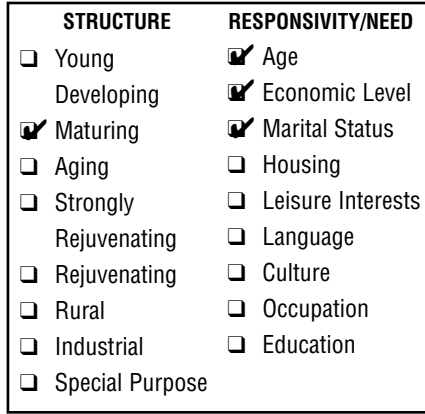 STRUCTURE
❑ Young
Developing
☑ Maturing
❑ Aging
❑ Strongly
Rejuvenating
❑ Rejuvenating
❑ Rural
❑ Industrial
❑ Special Purpose
RESPONSIVITY/NEED
☑ Age
☑ Economic Level
☑ Marital Status
❑ Housing
❑ Leisure Interests
❑ Language
❑ Culture
❑ Occupation
❑ Education